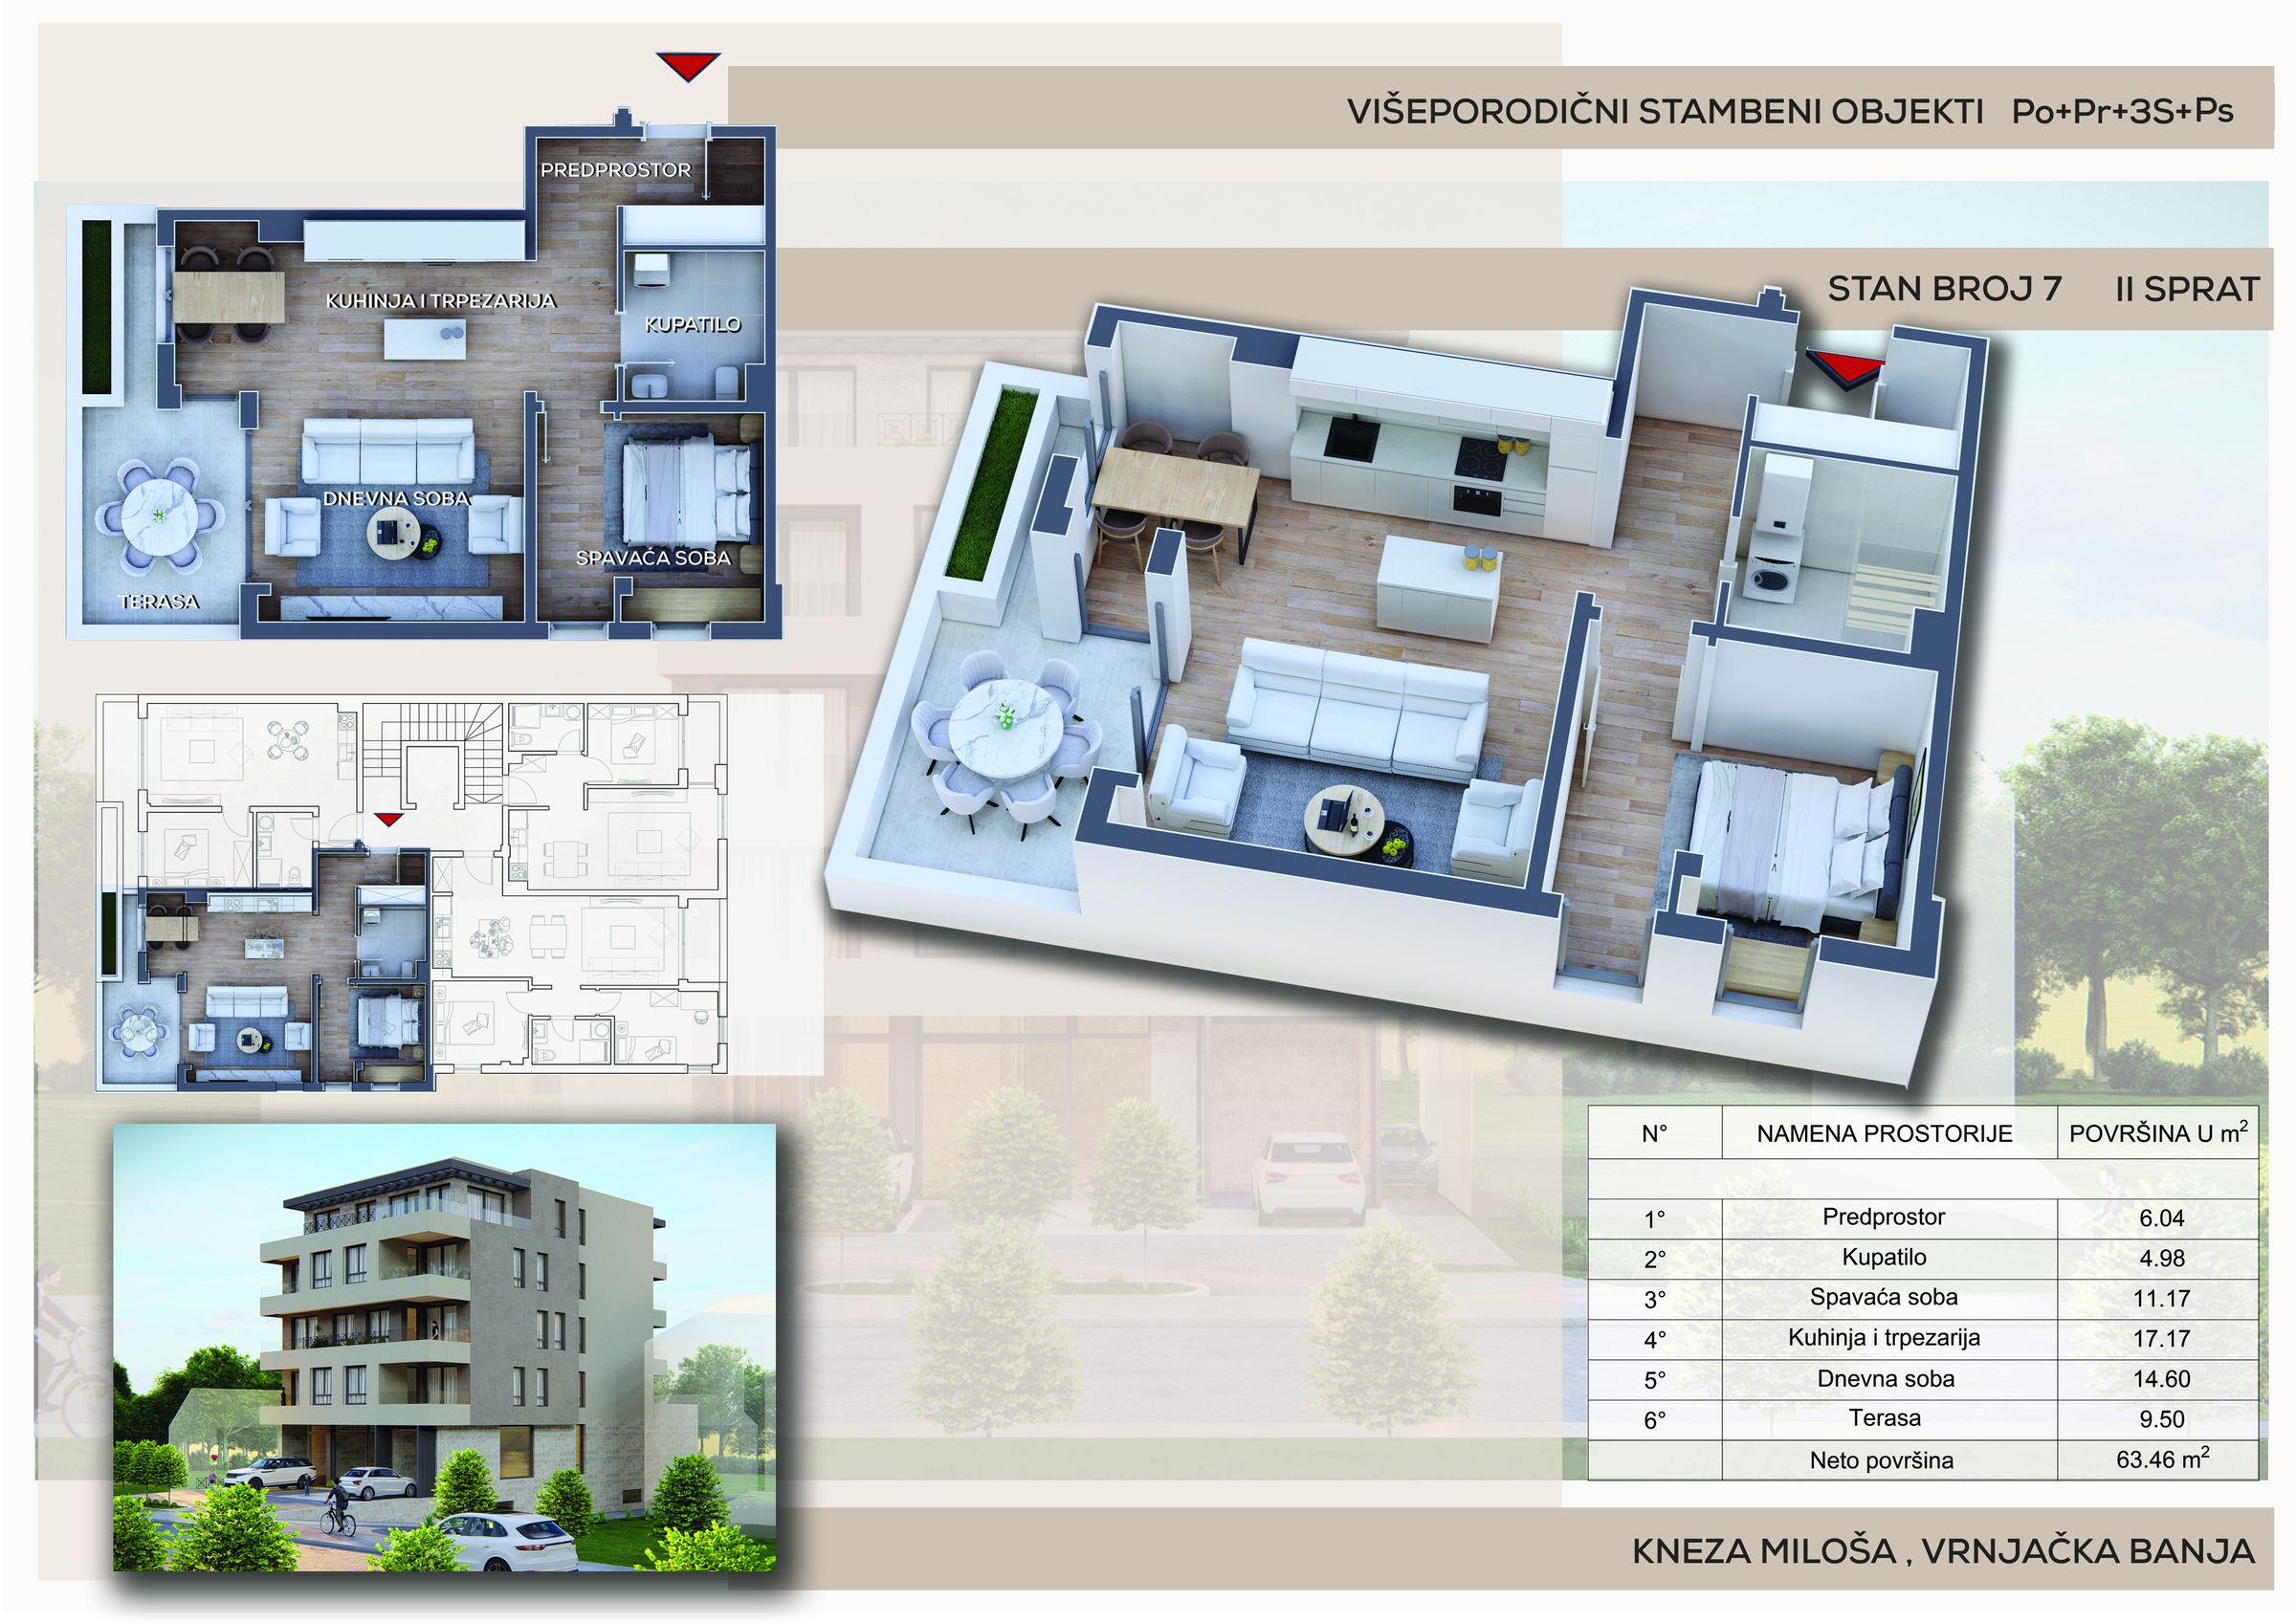 VIŠEPORODIČNI STAMBENI OBJEKTI Po+Pr+3S+Ps
STAN BROJ 7 II SPRAT
PREDPROSTOR
KUHINJA I TRPEZARIJA
KUPATILO
DNEVNA SOBA
SPAVAĆA SOBA
TERASA
N° NAMENA PROSTORIJE POVRŠINA U m²
1° Predprostor 6.04
2° Kupatilo 4.98
3° Spavaća soba 11.17
4° Kuhinja i trpezarija 17.17
5° Dnevna soba 14.60
6° Terasa 9.50
Neto površina 63.46 m²
KNEZA MILOŠA , VRNJAČKA BANJA